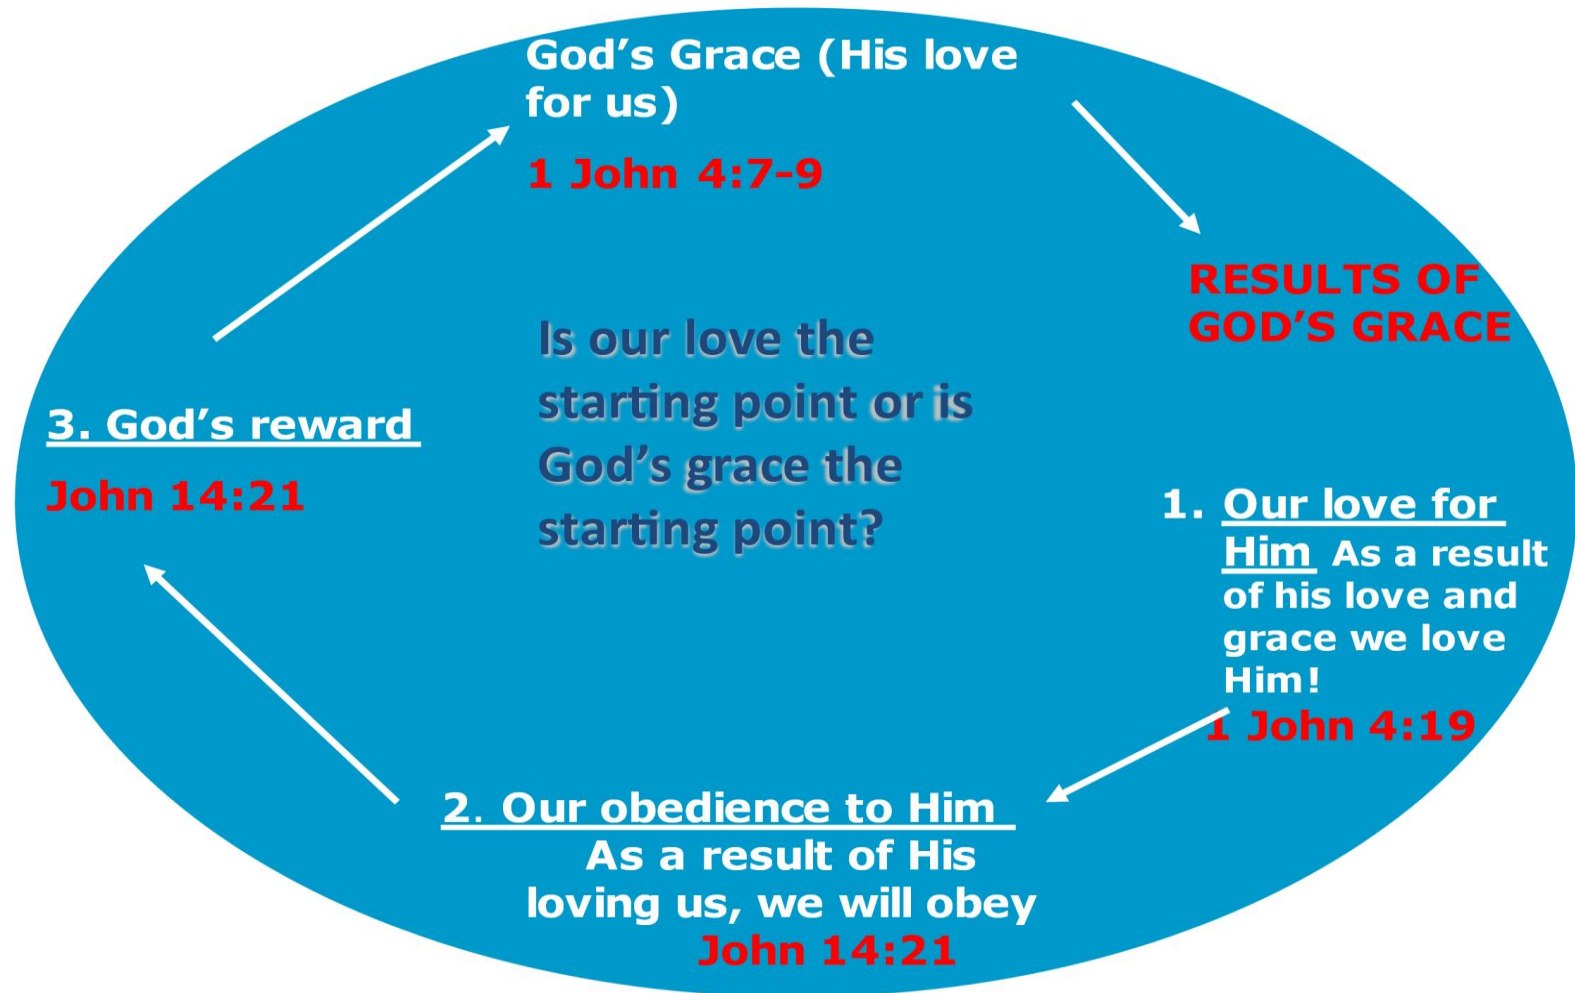 God’s Grace (His love
for us)
1 John 4:7-9
RESULTS OF
GOD’S GRACE
Is our love the
starting point or is
God’s grace the
starting point?
1. Our love for
Him As a result
of his love and
grace we love
Him!
1 John 4:19
2. Our obedience to Him
As a result of His
loving us, we will obey
John 14:21
3. God’s reward
John 14:21